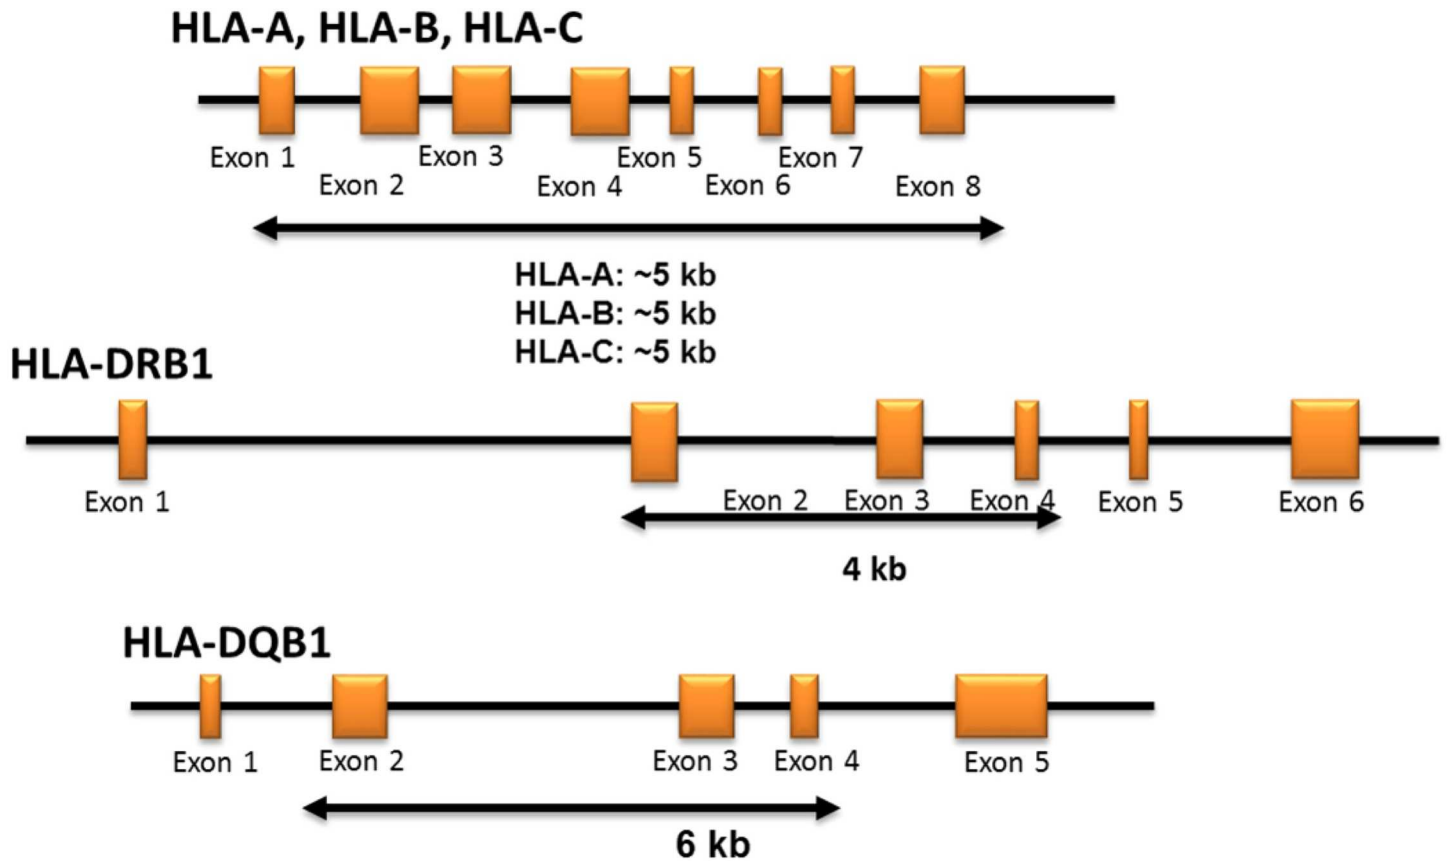 HLA-A, HLA-B, HLA-C
Exon 1
Exon 2
Exon 3
Exon 4
Exon 5
Exon 6
Exon 7
Exon 8
HLA-A: ~5 kb
HLA-B: ~5 kb
HLA-C: ~5 kb
HLA-DRB1
Exon 1
Exon 2
Exon 3
Exon 4
Exon 5
Exon 6
4 kb
HLA-DQB1
Exon 1
Exon 2
Exon 3
Exon 4
Exon 5
6 kb